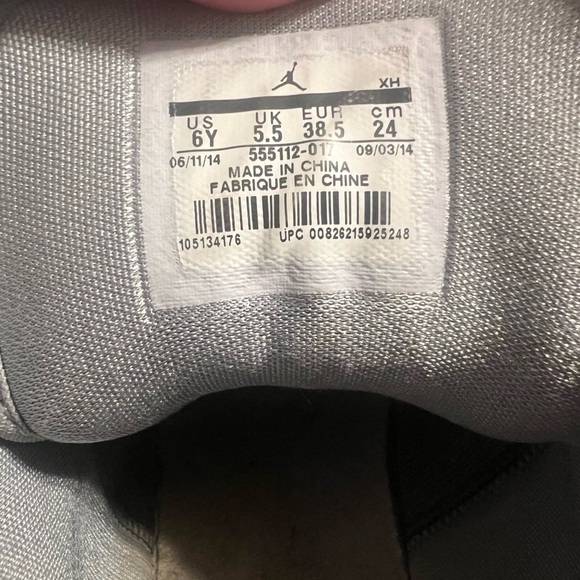 XH
US UK EUR cm
6Y 5.5 38.5 24
06/11/14 555112-017 09/03/14
MADE IN CHINA
FABRIQUE EN CHINE
105134176 UPC 00826215925248